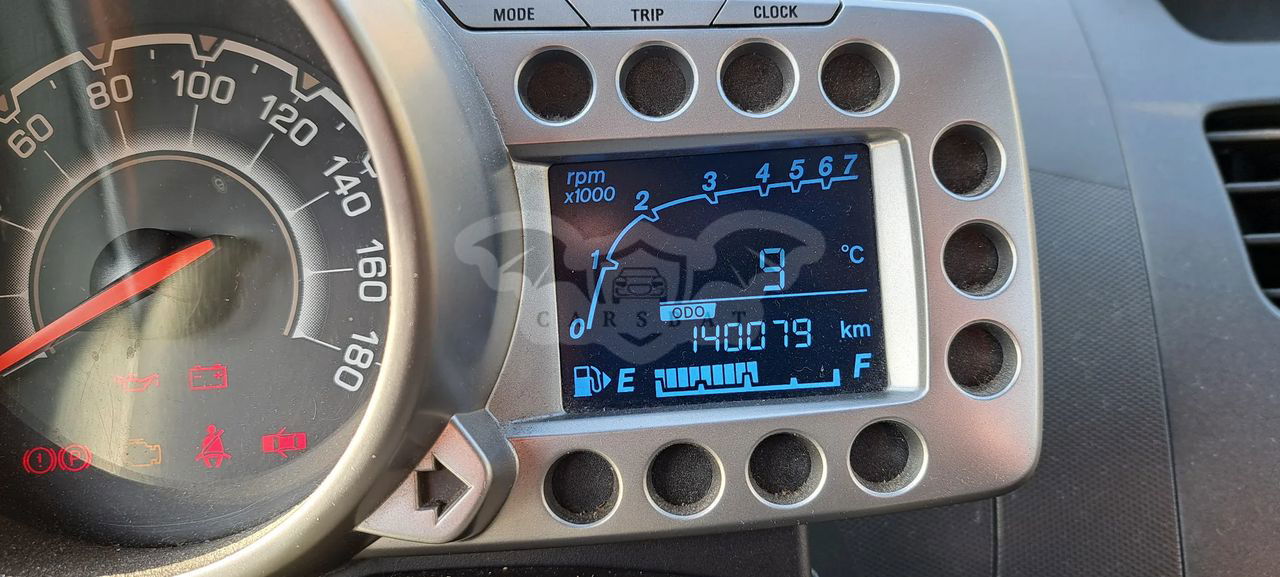 MODE TRIP CLOCK
60 80 100 120 140 160 180
rpm
x1000
0 1 2 3 4 5 6 7
9 °C
ODO
140079 km
E F
CARSBAT
P